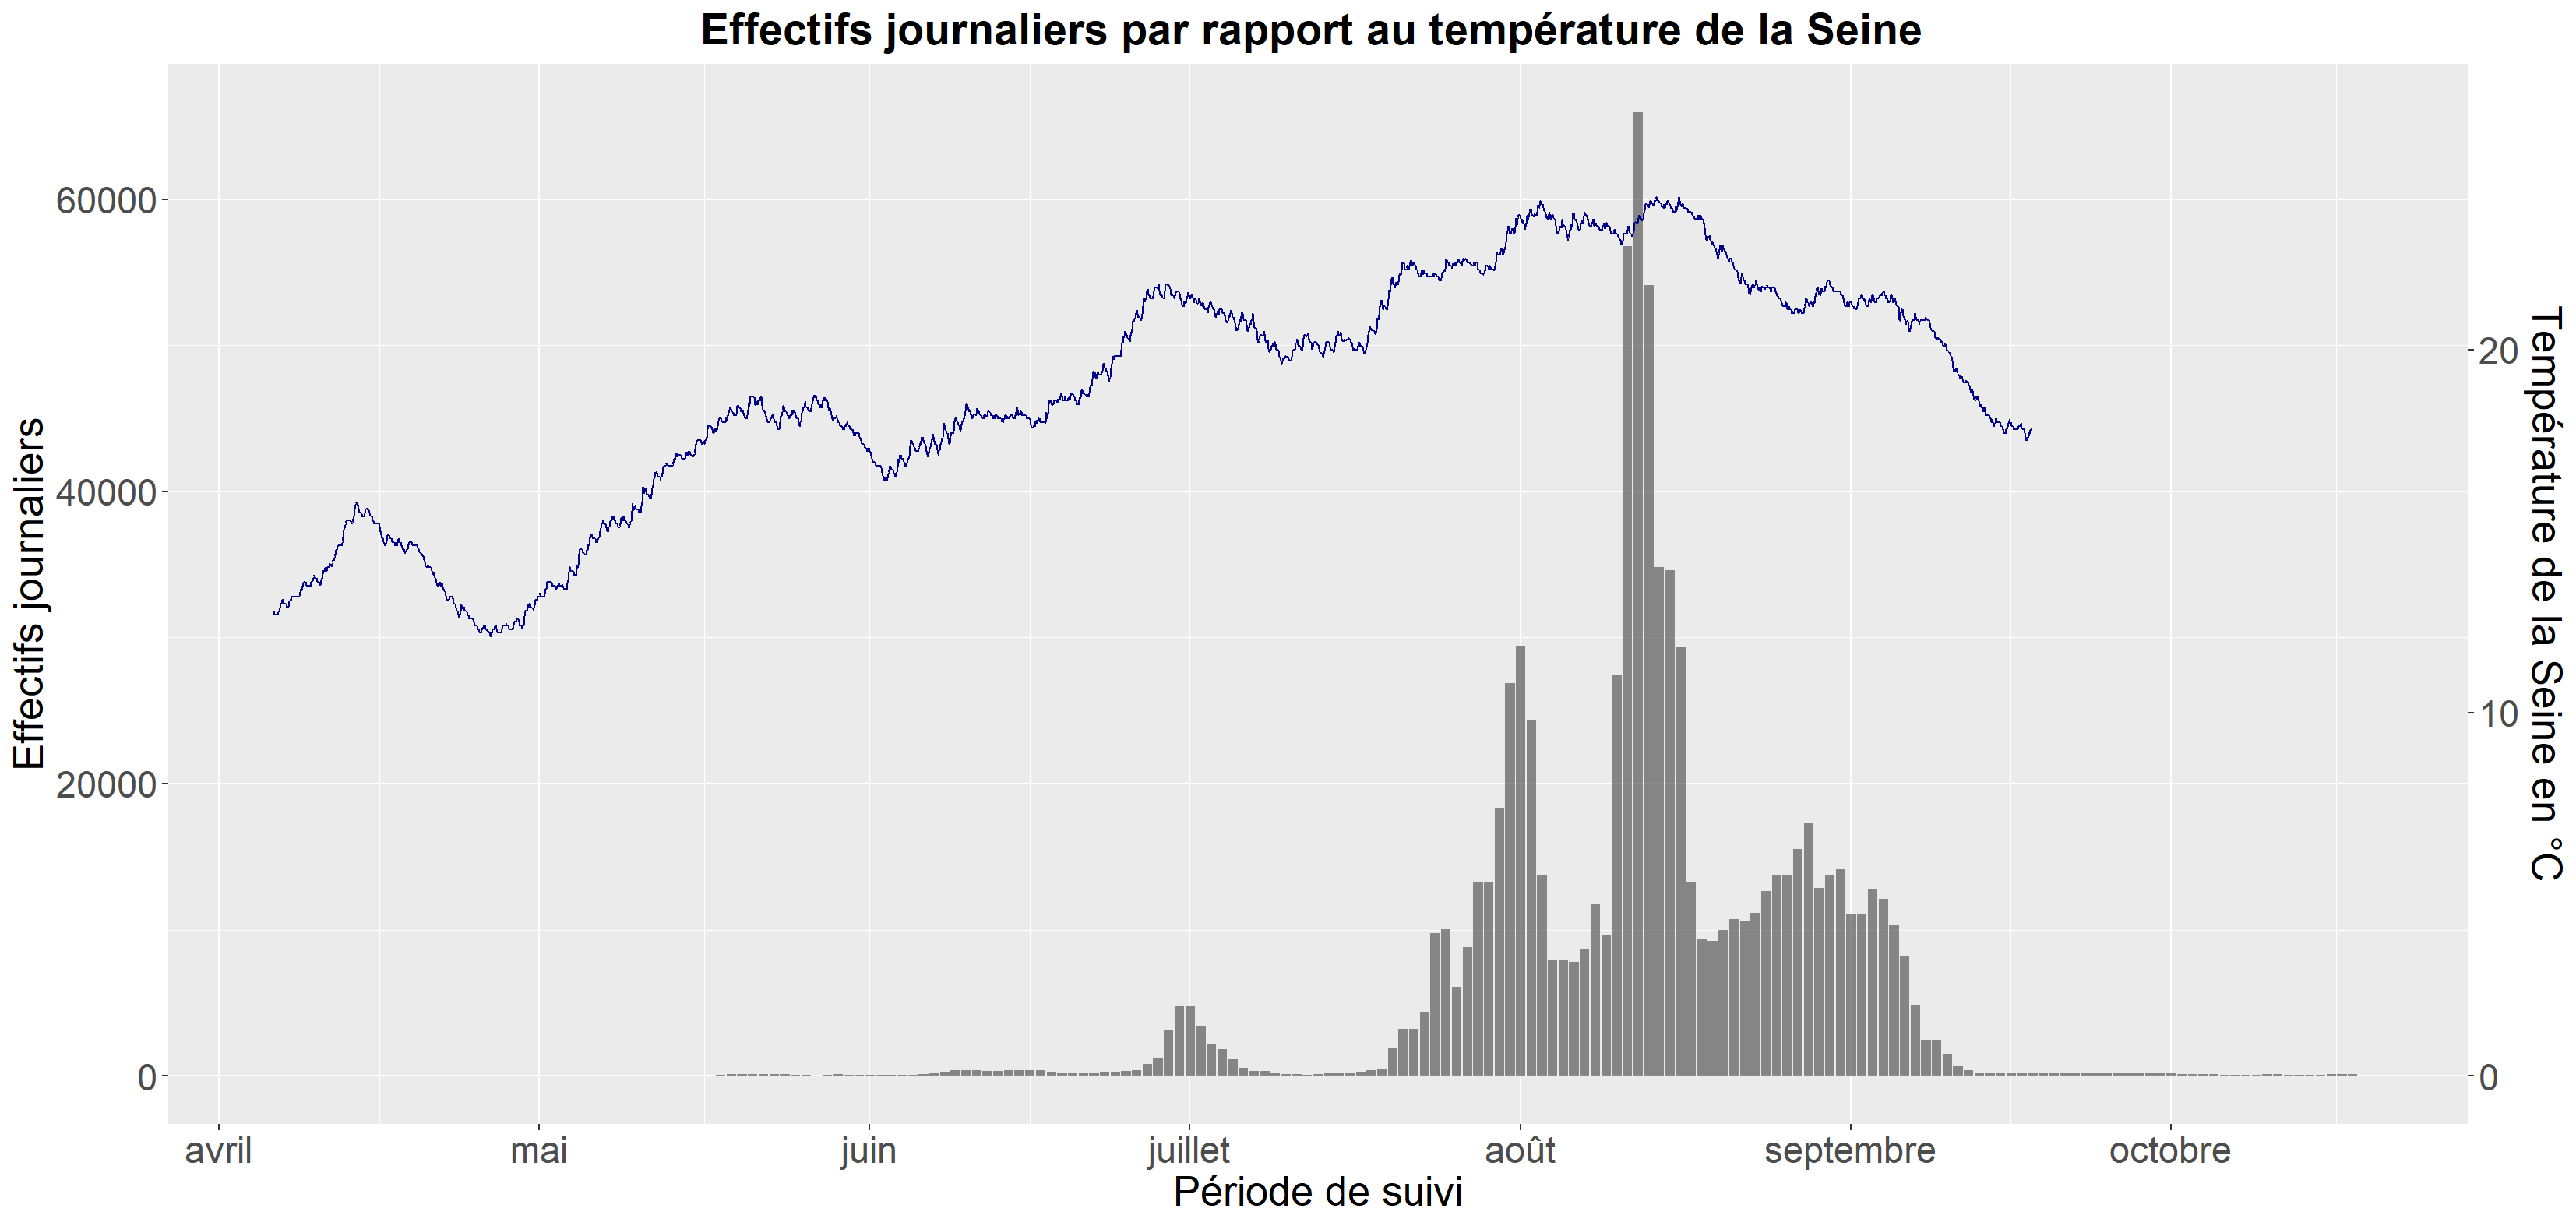 Effectifs journaliers par rapport au température de la Seine
Effectifs journaliers
60000
40000
20000
0
20
10
0
Température de la Seine en °C
avril mai juin juillet août septembre octobre
Période de suivi